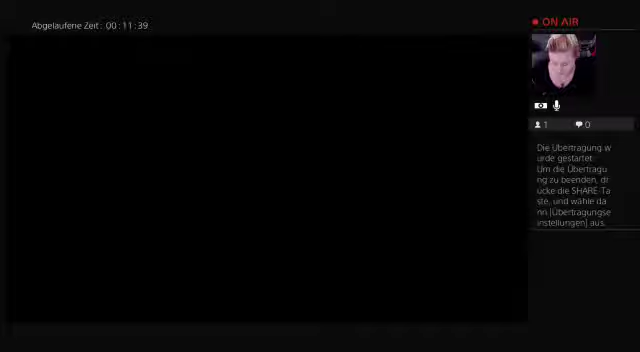 Abgelaufene Zeit: 00:11:39
ON AIR
1 0
Die Übertragung w
urde gestartet.
Um die Übertragu
ng zu beenden, dr
ücke die SHARE-Ta
ste, und wähle da
nn [Übertragungse
instellungen] aus.